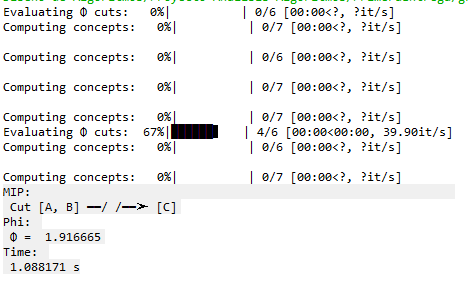 Evaluating Φ cuts:   0%|          | 0/6 [00:00<?, ?it/s]
Computing concepts:   0%|          | 0/7 [00:00<?, ?it/s]
Computing concepts:   0%|          | 0/6 [00:00<?, ?it/s]
Computing concepts:   0%|          | 0/7 [00:00<?, ?it/s]
Computing concepts:   0%|          | 0/7 [00:00<?, ?it/s]
Evaluating Φ cuts:  67%|██████    | 4/6 [00:00<00:00, 39.90it/s]
Computing concepts:   0%|          | 0/6 [00:00<?, ?it/s]
Computing concepts:   0%|          | 0/7 [00:00<?, ?it/s]
MIP:
Cut [A, B] ━━/ /━━➤ [C]
Phi:
Φ =  1.916665
Time:
1.088171 s